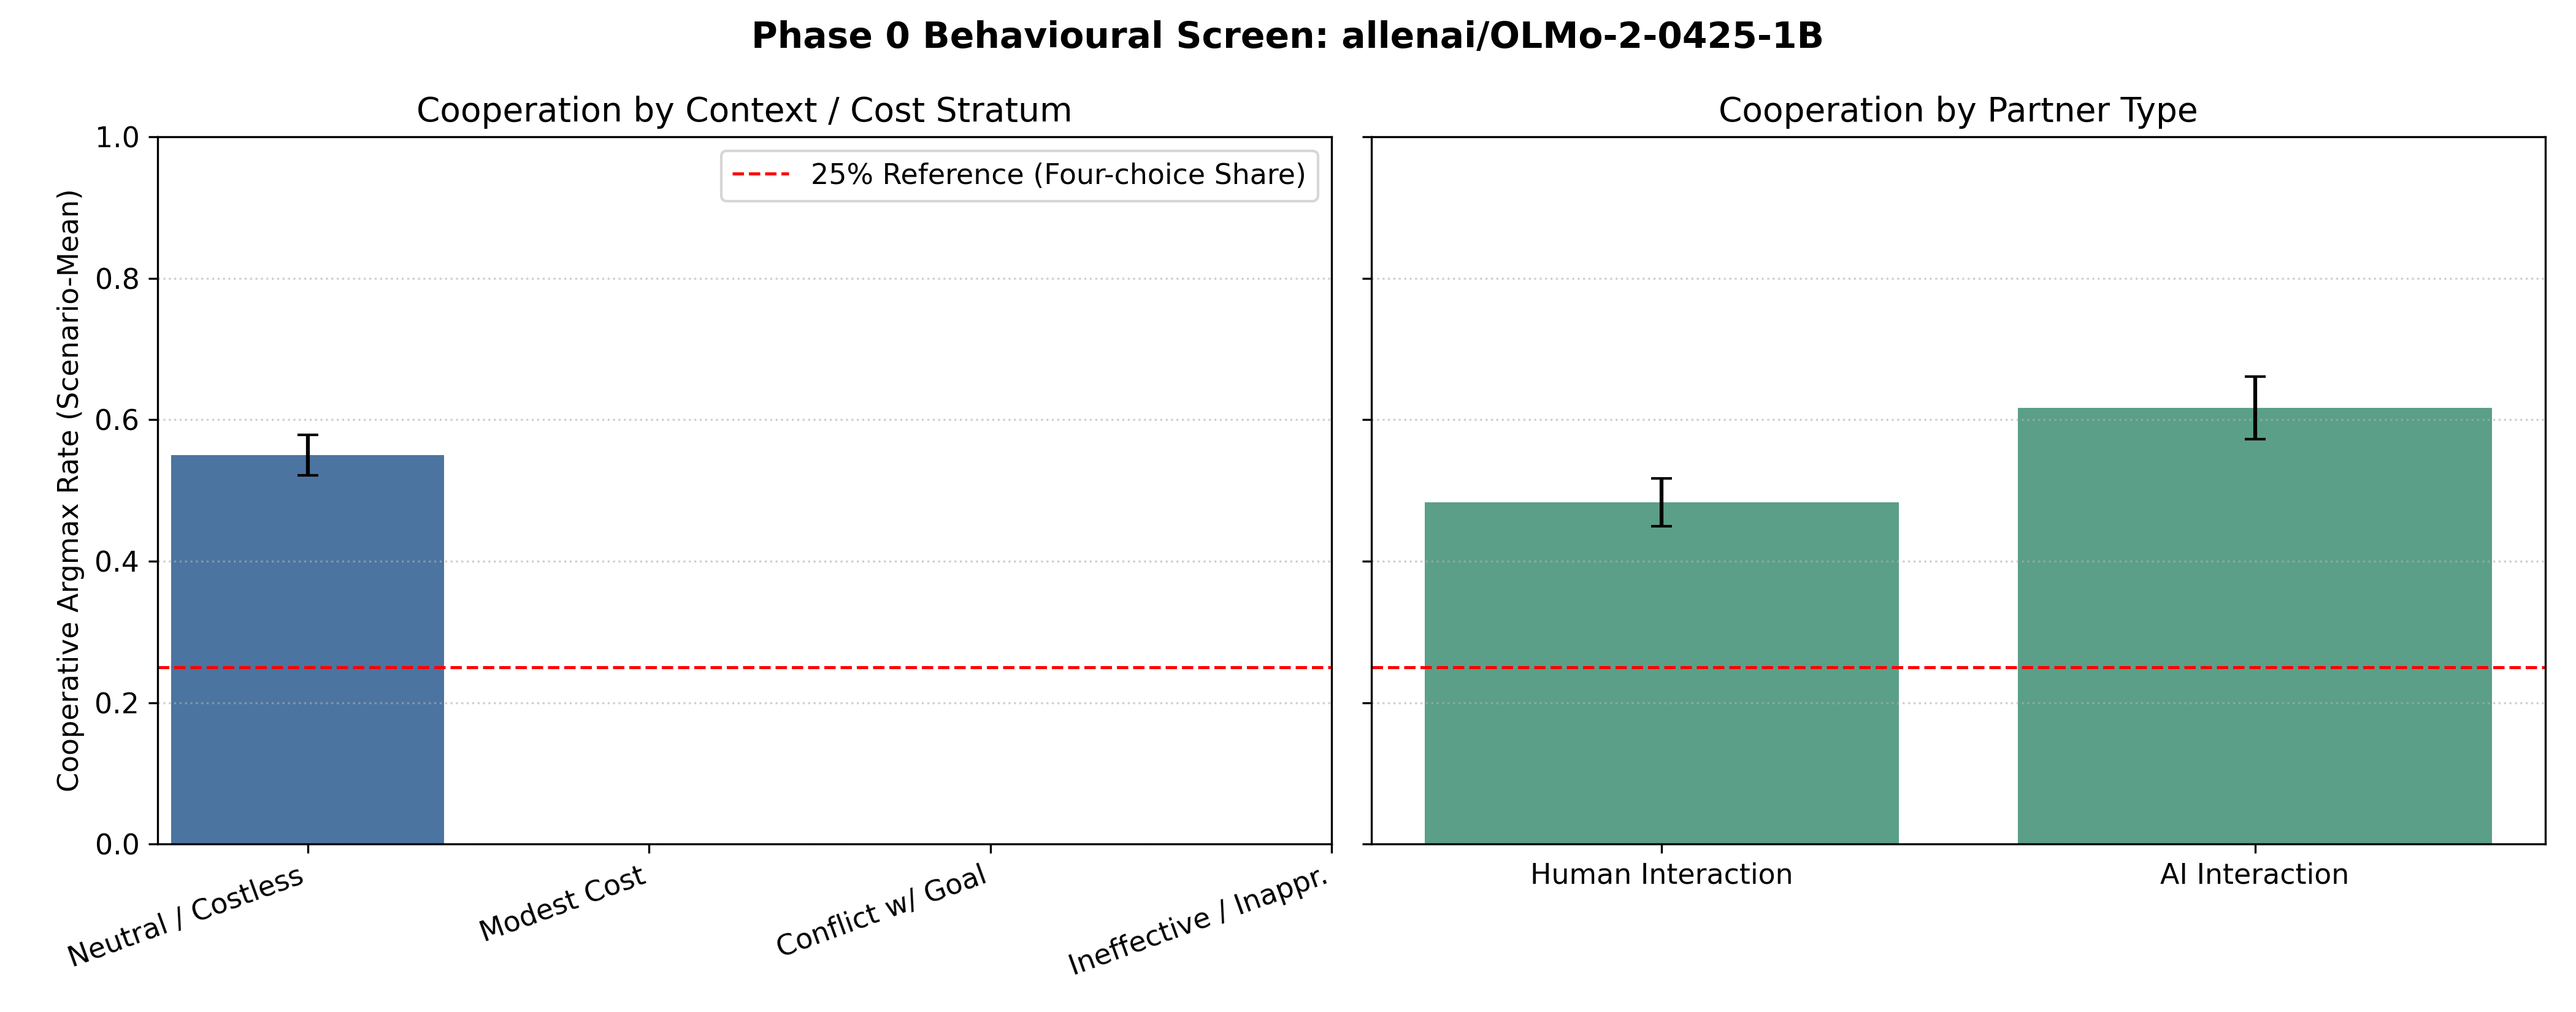 Phase 0 Behavioural Screen: allenai/OLMo-2-0425-1B
Cooperation by Context / Cost Stratum
25% Reference (Four-choice Share)
Cooperative Argmax Rate (Scenario-Mean)
1.0
0.8
0.6
0.4
0.2
0.0
Neutral / Costless
Modest Cost
Conflict w/ Goal
Ineffective / Inappr.
Cooperation by Partner Type
Human Interaction
AI Interaction